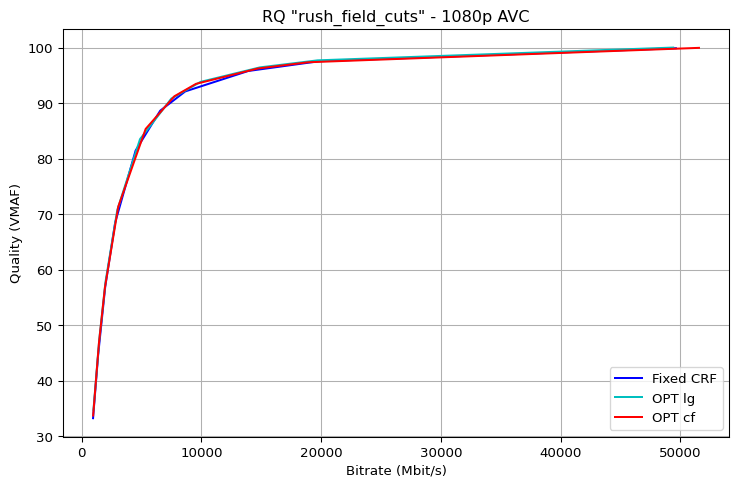 RQ "rush_field_cuts" - 1080p AVC
Quality (VMAF)
100
90
80
70
60
50
40
30
0 10000 20000 30000 40000 50000
Bitrate (Mbit/s)
Fixed CRF
OPT lg
OPT cf